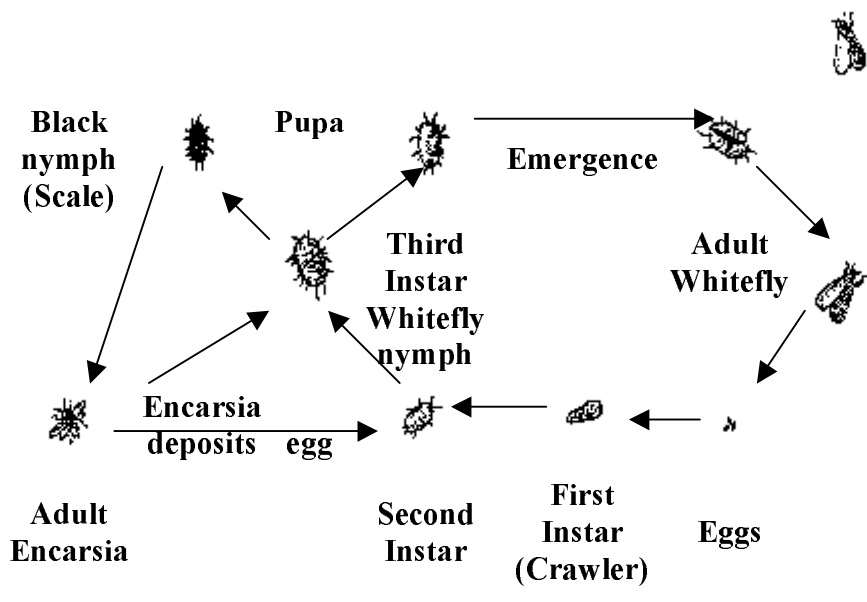 Black
nymph
(Scale)
Pupa
Emergence
Third
Instar
Whitefly
nymph
Adult
Whitefly
Encarsia
deposits egg
Adult
Encarsia
Second
Instar
First
Instar
(Crawler)
Eggs